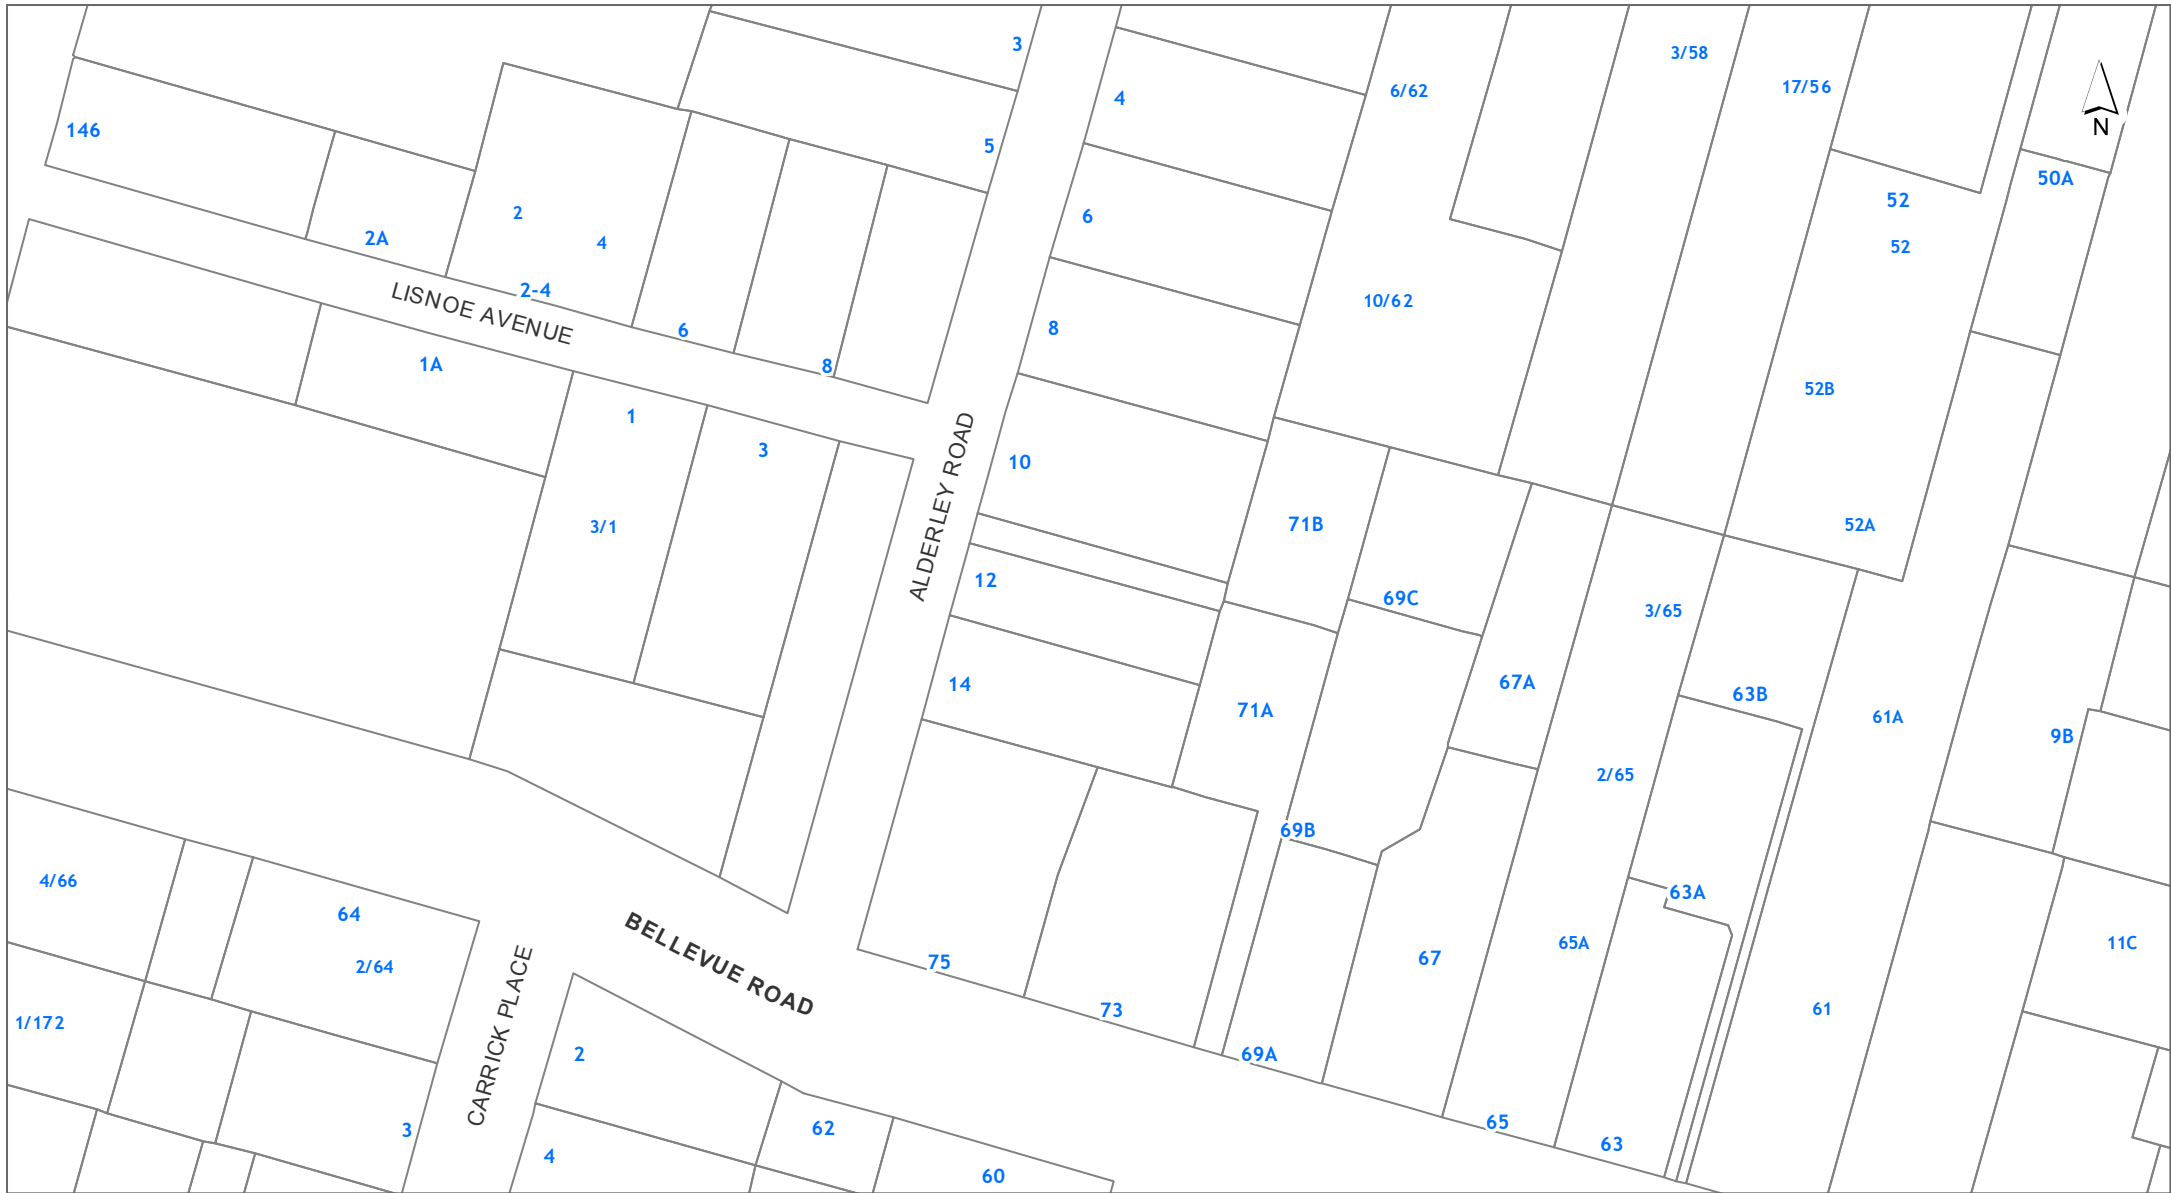 3
3/58
17/56
6/62
4
N
146
5
50A
52
2
6
2A
4
52
2-4
10/62
LISNOE AVENUE
8
6
1A
8
52B
1
3
10
ALDERLEY ROAD
71B
52A
3/1
12
69C
3/65
14
67A
63B
71A
61A
9B
2/65
69B
4/66
63A
64
65A
11C
BELLEVUE ROAD
67
75
2/64
61
73
1/172
CARRICK PLACE
2
69A
65
62
3
63
4
60